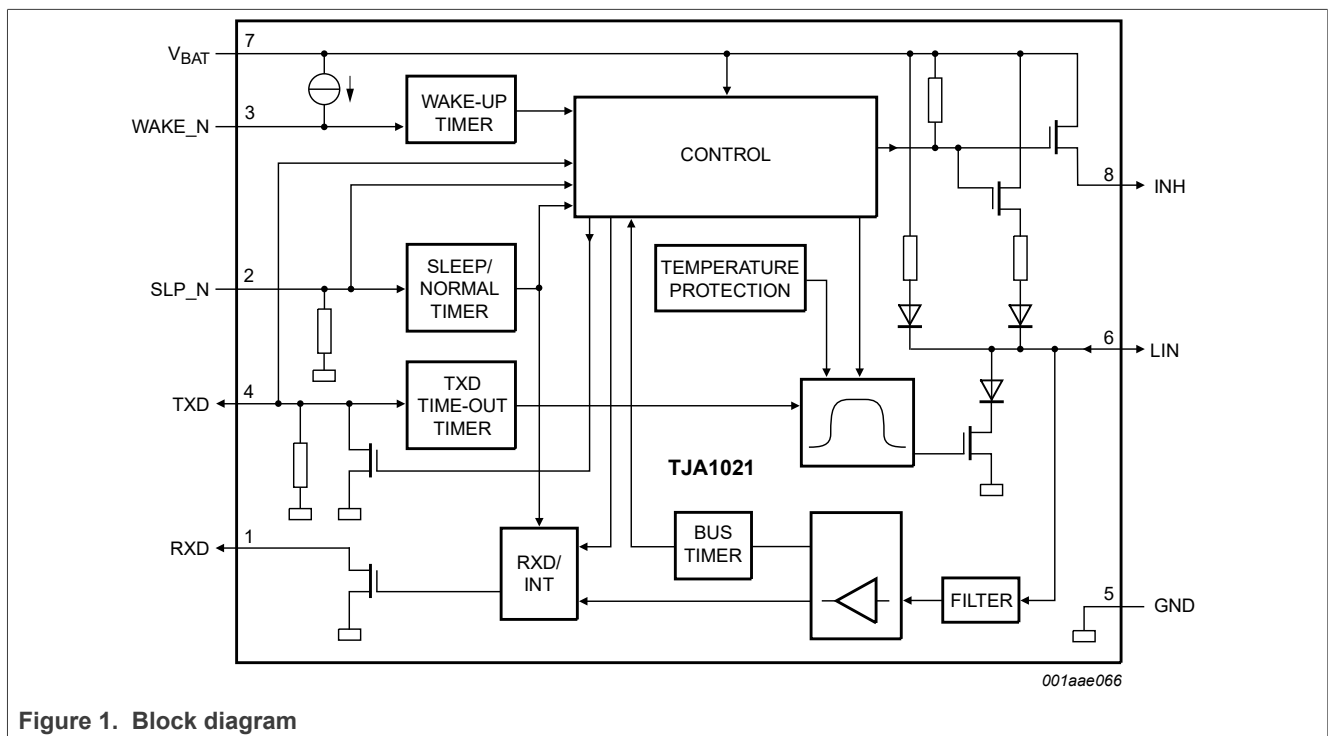 7
VBAT
3
WAKE_N
WAKE-UP
TIMER
CONTROL
8
INH
2
SLP_N
SLEEP/
NORMAL
TIMER
TEMPERATURE
PROTECTION
6
LIN
4
TXD
TXD
TIME-OUT
TIMER
TJA1021
1
RXD
RXD/
INT
BUS
TIMER
FILTER
5
GND
001aae066
Figure 1. Block diagram